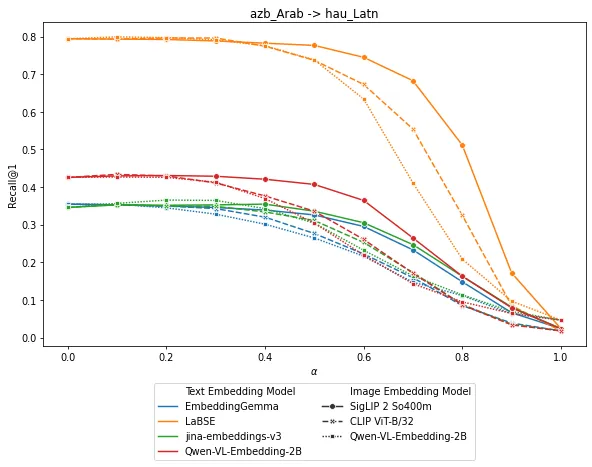 azb_Arab -> hau_Latn
Recall@1
0.8
0.7
0.6
0.5
0.4
0.3
0.2
0.1
0.0
0.0 0.2 0.4 0.6 0.8 1.0
α
Text Embedding Model Image Embedding Model
EmbeddingGemma SigLIP 2 So400m
LaBSE CLIP ViT-B/32
jina-embeddings-v3 Qwen-VL-Embedding-2B
Qwen-VL-Embedding-2B